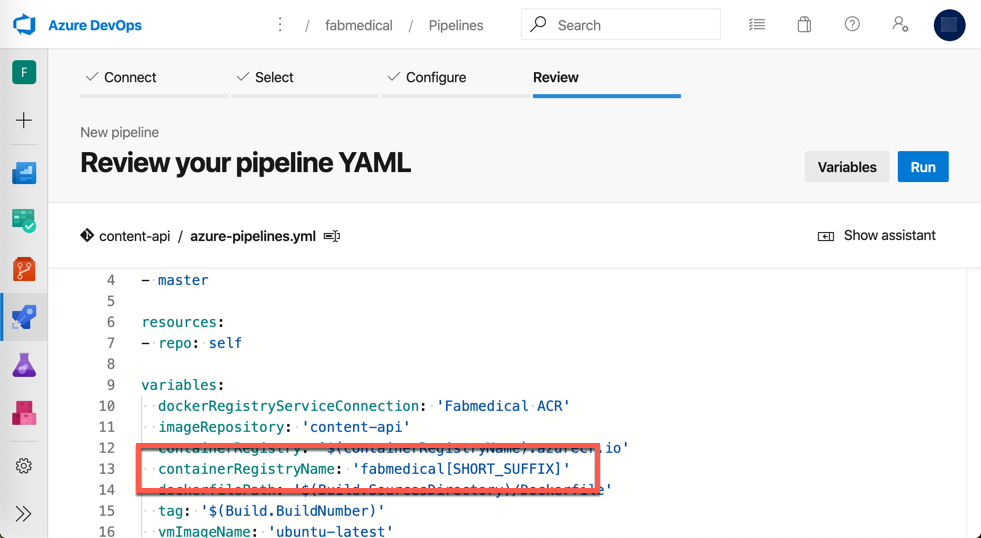 Azure DevOps
/ fabmedical / Pipelines
Search
F
Connect
Select
Configure
Review
New pipeline
Review your pipeline YAML
Variables
Run
content-api / azure-pipelines.yml
Show assistant
4 - master
5
6 resources:
7 - repo: self
8
9 variables:
10 dockerRegistryServiceConnection: 'Fabmedical ACR'
11 imageRepository: 'content-api'
12 containerRegistry: '$(containerRegistryName).azurecr.io'
13 containerRegistryName: 'fabmedical[SHORT_SUFFIX]'
14 dockerfilePath: '$(Build.SourcesDirectory)/Dockerfile'
15 tag: '$(Build.BuildNumber)'
16 vmImageName: 'ubuntu-latest'